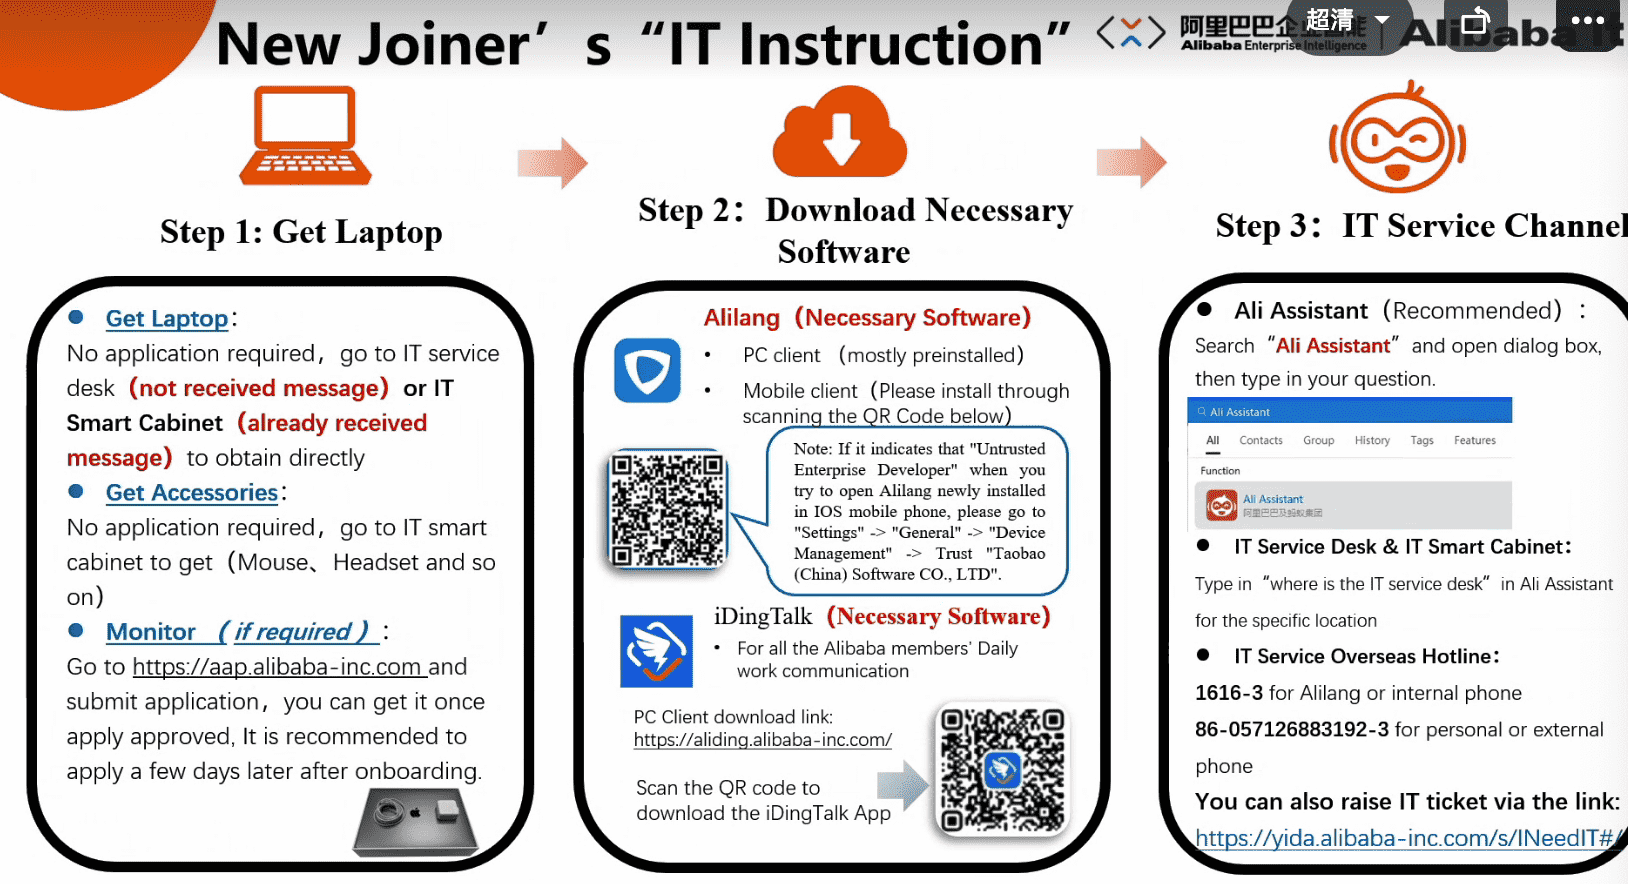 New Joiner’s “IT Instruction”
Alibaba Enterprise Intelligence
超清
Step 1: Get Laptop
Get Laptop：
No application required，go to IT service
desk（not received message）or IT
Smart Cabinet（already received
message）to obtain directly
Get Accessories：
No application required，go to IT smart
cabinet to get（Mouse、Headset and so
on）
Monitor （if required）：
Go to https://aap.alibaba-inc.com and
submit application，you can get it once
apply approved, It is recommended to
apply a few days later after onboarding.
Step 2：Download Necessary
Software
Alilang（Necessary Software）
• PC client （mostly preinstalled）
• Mobile client（Please install through
scanning the QR Code below）
Note: If it indicates that "Untrusted
Enterprise Developer" when you
try to open Alilang newly installed
in IOS mobile phone, please go to
"Settings" -> "General" -> "Device
Management" -> Trust "Taobao
(China) Software CO., LTD".
iDingTalk（Necessary Software）
• For all the Alibaba members’ Daily
work communication
PC Client download link:
https://aliding.alibaba-inc.com/
Scan the QR code to
download the iDingTalk App
Step 3：IT Service Channel
Ali Assistant（Recommended）：
Search “Ali Assistant” and open dialog box,
then type in your question.
Ali Assistant
All Contacts Group History Tags Features
Function
Ali Assistant
阿里巴巴及蚂蚁集团
IT Service Desk & IT Smart Cabinet：
Type in “where is the IT service desk” in Ali Assistant
for the specific location
IT Service Overseas Hotline：
1616-3 for Alilang or internal phone
86-057126883192-3 for personal or external
phone
You can also raise IT ticket via the link:
https://yida.alibaba-inc.com/s/INeedIT#/